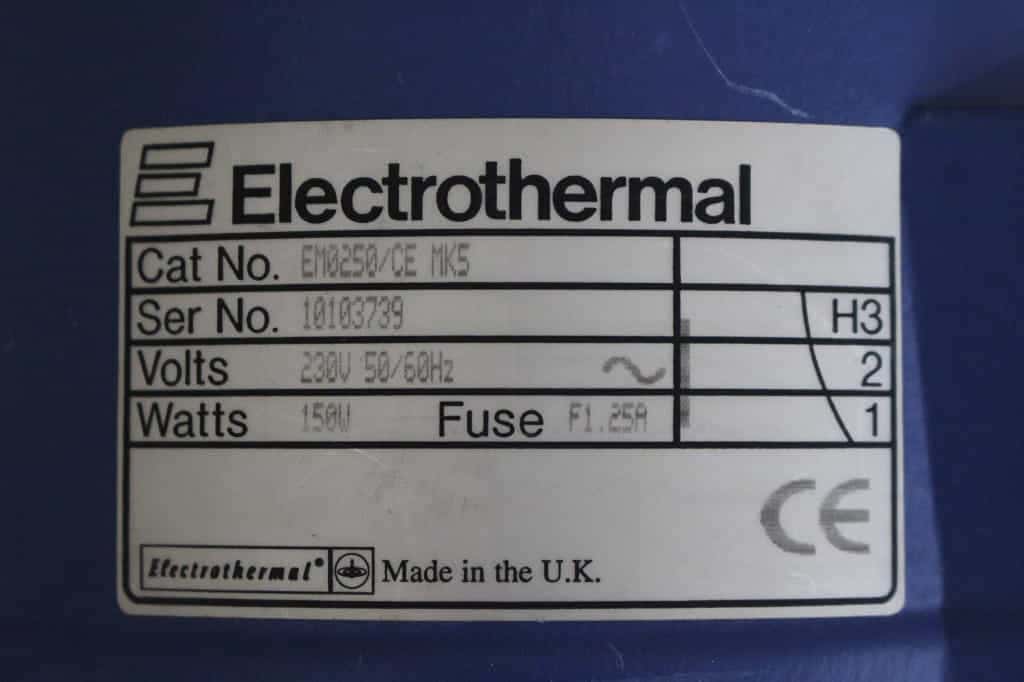 Electrothermal
Cat No. EM0250/CE MK5
Ser No. 10103739 H3
Volts 230V 50/60Hz ~ 2
Watts 150W Fuse F1.25A 1
CE
Electrothermal® Made in the U.K.